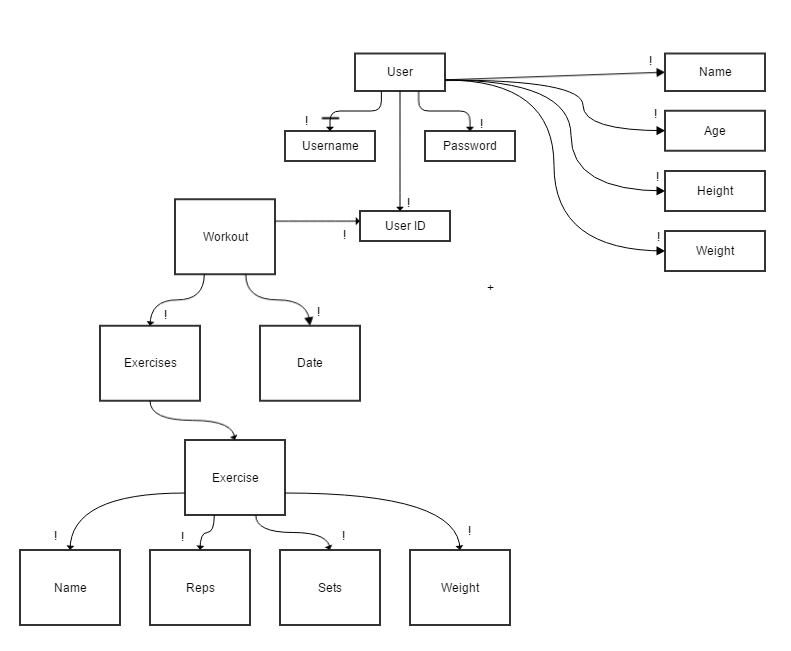 User
!
Name
!
Age
!
Username
!
Password
!
Height
!
Workout
!
User ID
!
!
Weight
+
!
Exercises
!
Date
Exercise
!
Name
!
Reps
!
Sets
!
Weight